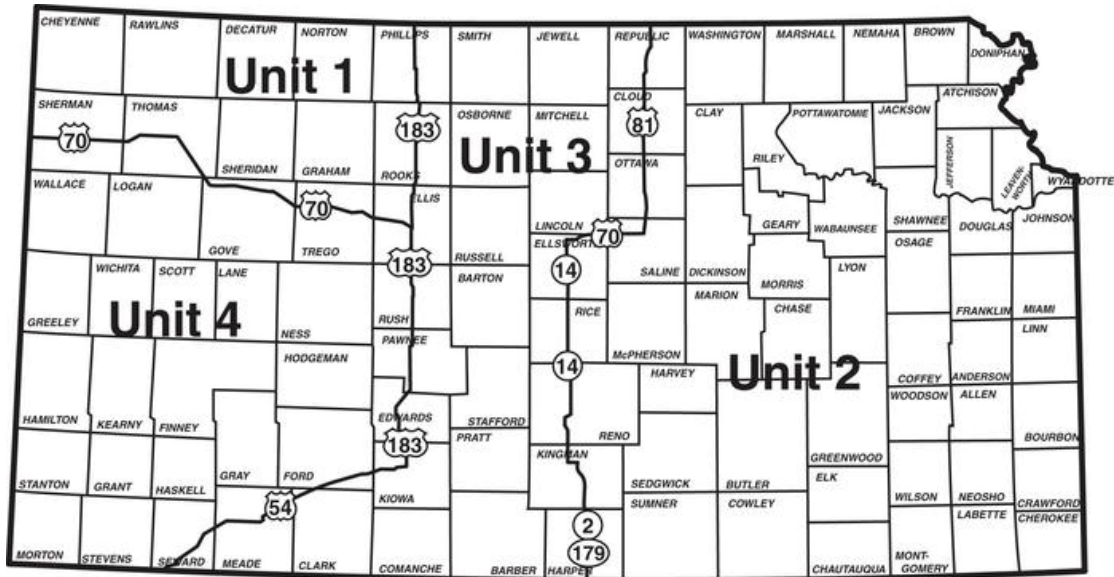 CHEYENNE
RAWLINS
DECATUR
NORTON
PHILLIPS
SMITH
JEWELL
REPUBLIC
WASHINGTON
MARSHALL
NEMAHA
BROWN
DONIPHAN
Unit 1
ATCHISON
SHERMAN
THOMAS
SHERIDAN
GRAHAM
ROOKS
OSBORNE
MITCHELL
CLOUD
CLAY
POTTAWATOMIE
JACKSON
70
183
81
Unit 3
OTTAWA
RILEY
JEFFERSON
LEAVEN-
WORTH
WYANDOTTE
WALLACE
LOGAN
GOVE
TREGO
ELLIS
RUSSELL
LINCOLN
ELLSWORTH
70
70
GEARY
WABAUNSEE
SHAWNEE
DOUGLAS
JOHNSON
14
183
WICHITA
SCOTT
LANE
BARTON
SALINE
DICKINSON
MORRIS
LYON
OSAGE
GREELEY
Unit 4
NESS
RUSH
RICE
MARION
CHASE
FRANKLIN
MIAMI
LINN
HODGEMAN
PAWNEE
14
McPHERSON
HARVEY
Unit 2
COFFEY
ANDERSON
HAMILTON
KEARNY
FINNEY
EDWARDS
STAFFORD
RENO
WOODSON
ALLEN
BOURBON
183
PRATT
KINGMAN
STANTON
GRANT
HASKELL
GRAY
FORD
KIOWA
SEDGWICK
BUTLER
GREENWOOD
ELK
WILSON
NEOSHO
CRAWFORD
54
SUMNER
COWLEY
LABETTE
CHEROKEE
2
179
MORTON
STEVENS
SEWARD
MEADE
CLARK
COMANCHE
BARBER
HARPER
CHAUTAUQUA
MONT-
GOMERY